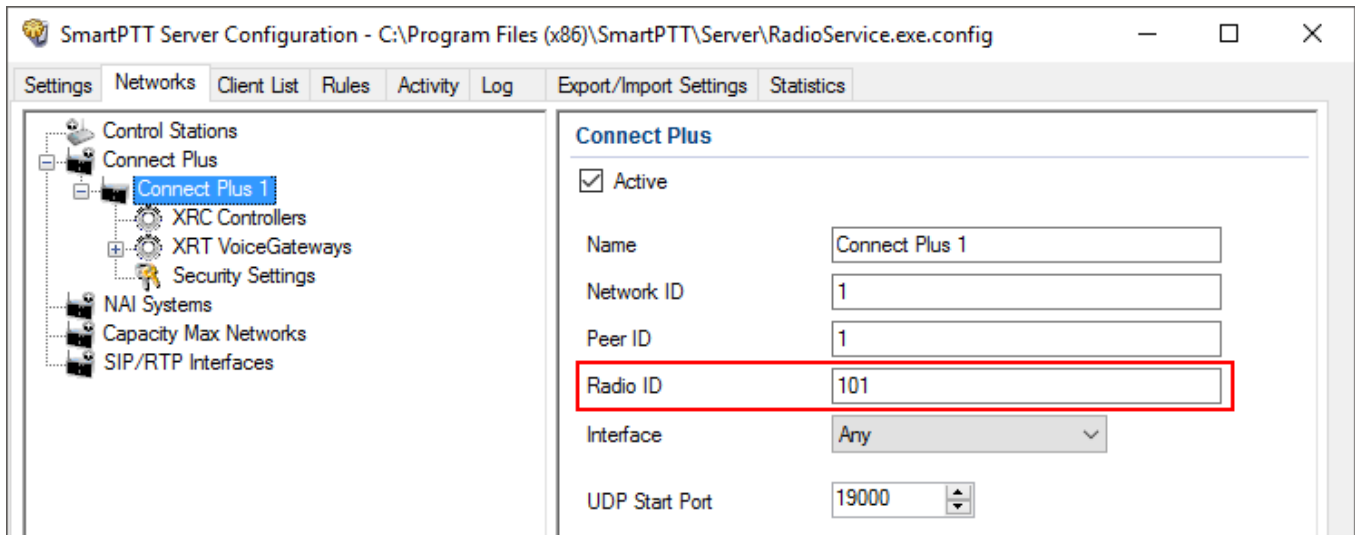 SmartPTT Server Configuration - C:\Program Files (x86)\SmartPTT\Server\RadioService.exe.config
Settings Networks Client List Rules Activity Log Export/Import Settings Statistics
Control Stations
Connect Plus
Connect Plus 1
XRC Controllers
XRT VoiceGateways
Security Settings
NAI Systems
Capacity Max Networks
SIP/RTP Interfaces
Connect Plus
Active
Name Connect Plus 1
Network ID 1
Peer ID 1
Radio ID 101
Interface Any
UDP Start Port 19000